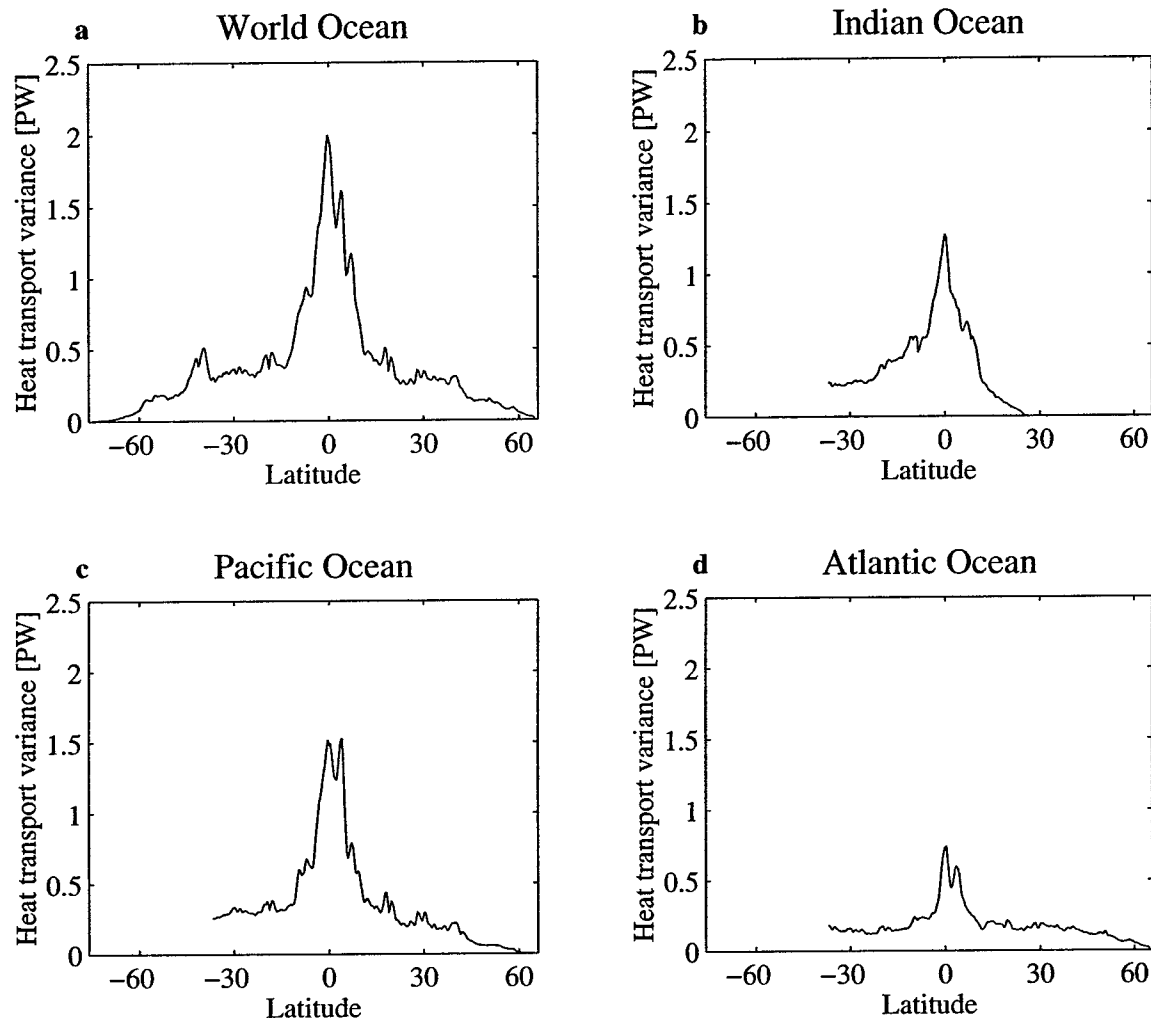 a World Ocean
Heat transport variance [PW]
2.5
2
1.5
1
0.5
0
−60 −30 0 30 60
Latitude
b Indian Ocean
Heat transport variance [PW]
2.5
2
1.5
1
0.5
0
−60 −30 0 30 60
Latitude
c Pacific Ocean
Heat transport variance [PW]
2.5
2
1.5
1
0.5
0
−60 −30 0 30 60
Latitude
d Atlantic Ocean
Heat transport variance [PW]
2.5
2
1.5
1
0.5
0
−60 −30 0 30 60
Latitude